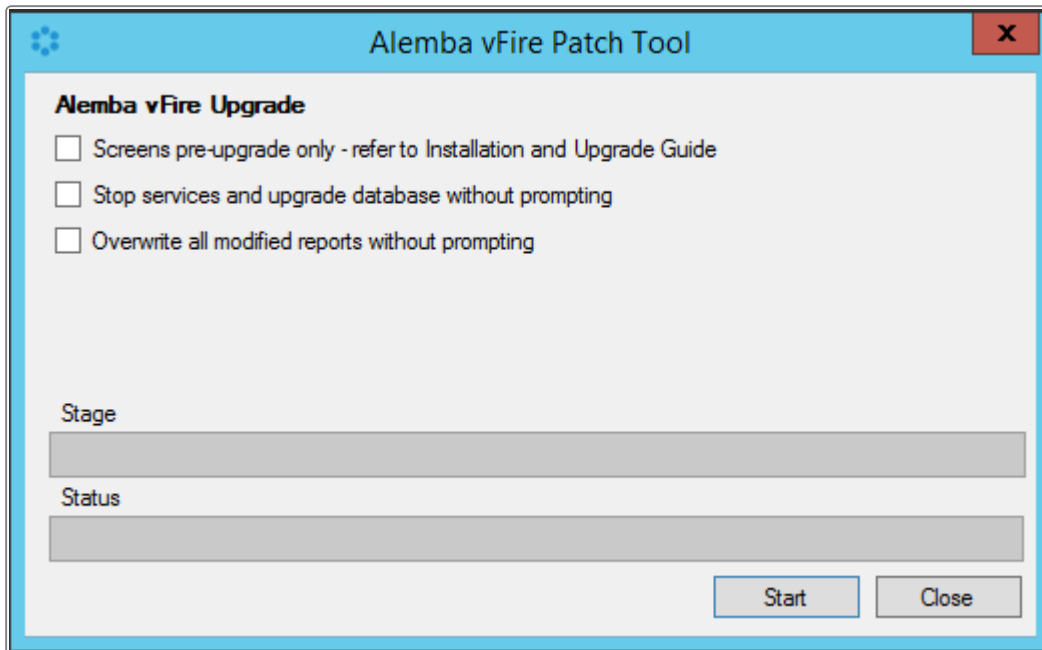 Alemba vFire Patch Tool
x
Alemba vFire Upgrade
Screens pre-upgrade only - refer to Installation and Upgrade Guide
Stop services and upgrade database without prompting
Overwrite all modified reports without prompting
Stage
Status
Start
Close